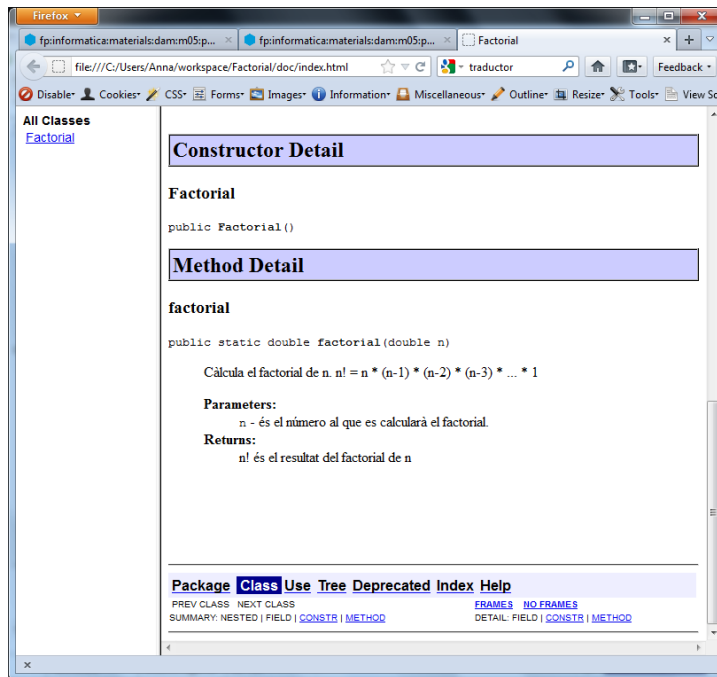 Firefox
fp:informatica:materials:dam:m05:p...
fp:informatica:materials:dam:m05:p...
Factorial
file:///C:/Users/Anna/workspace/Factorial/doc/index.html
traductor
Feedback
Disable
Cookies
CSS
Forms
Images
Information
Miscellaneous
Outline
Resize
Tools
View So
All Classes
Factorial
Constructor Detail
Factorial
public Factorial()
Method Detail
factorial
public static double factorial(double n)
Càlcula el factorial de n. n! = n * (n-1) * (n-2) * (n-3) * ... * 1
Parameters:
n - és el número al que es calcularà el factorial.
Returns:
n! és el resultat del factorial de n
Package Class Use Tree Deprecated Index Help
PREV CLASS NEXT CLASS
FRAMES NO FRAMES
SUMMARY: NESTED | FIELD | CONSTR | METHOD
DETAIL: FIELD | CONSTR | METHOD